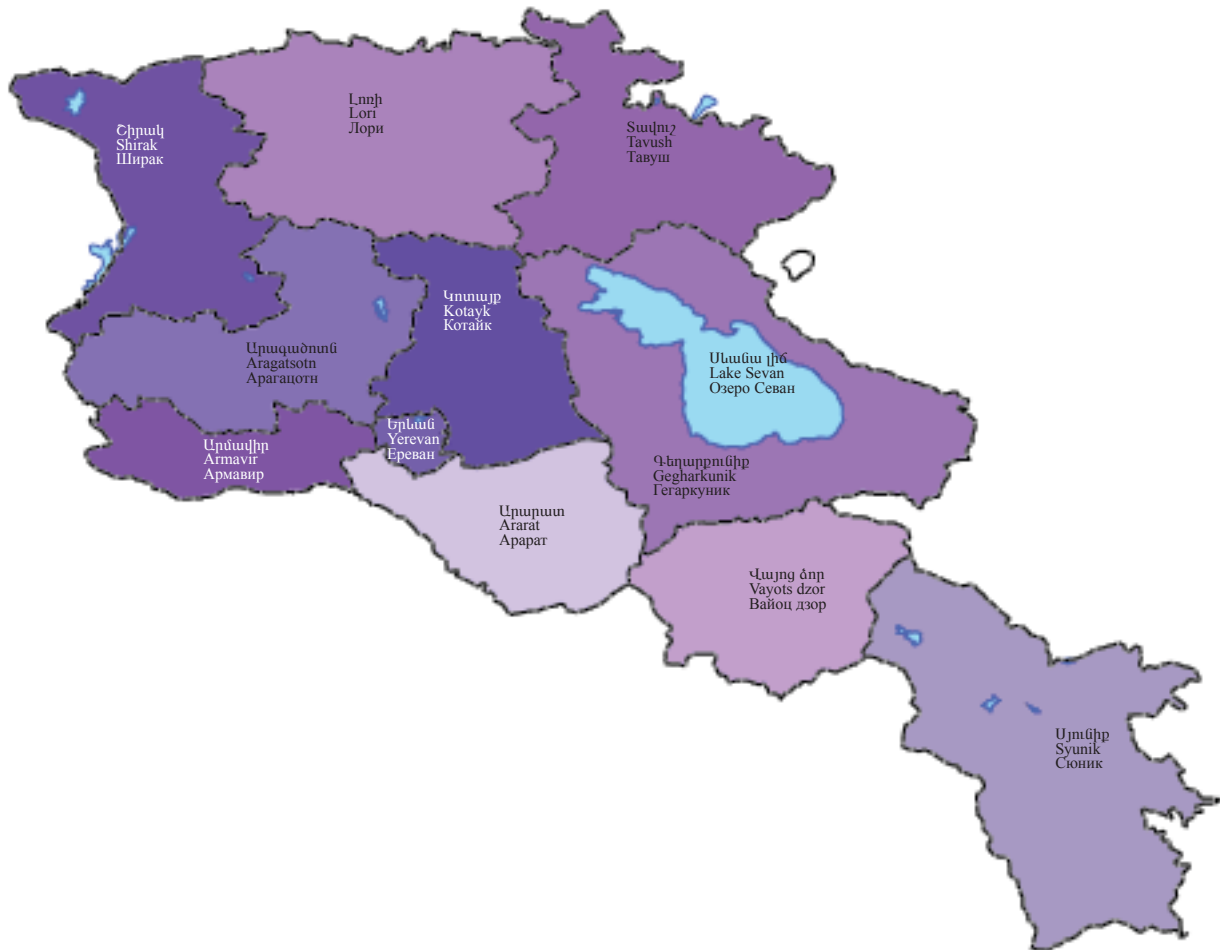 Լոռի
Lori
Лори
Շիրակ
Shirak
Ширак
Տավուշ
Tavush
Тавуш
Կոտայք
Kotayk
Котайк
Արագածոտն
Aragatsotn
Арагацотн
Սևանա լիճ
Lake Sevan
Озеро Севан
Երևան
Yerevan
Ереван
Արմավիր
Armavir
Армавир
Գեղարքունիք
Gegharkunik
Гегаркуник
Արարատ
Ararat
Арарат
Վայոց ձոր
Vayots dzor
Вайоц дзор
Սյունիք
Syunik
Сюник